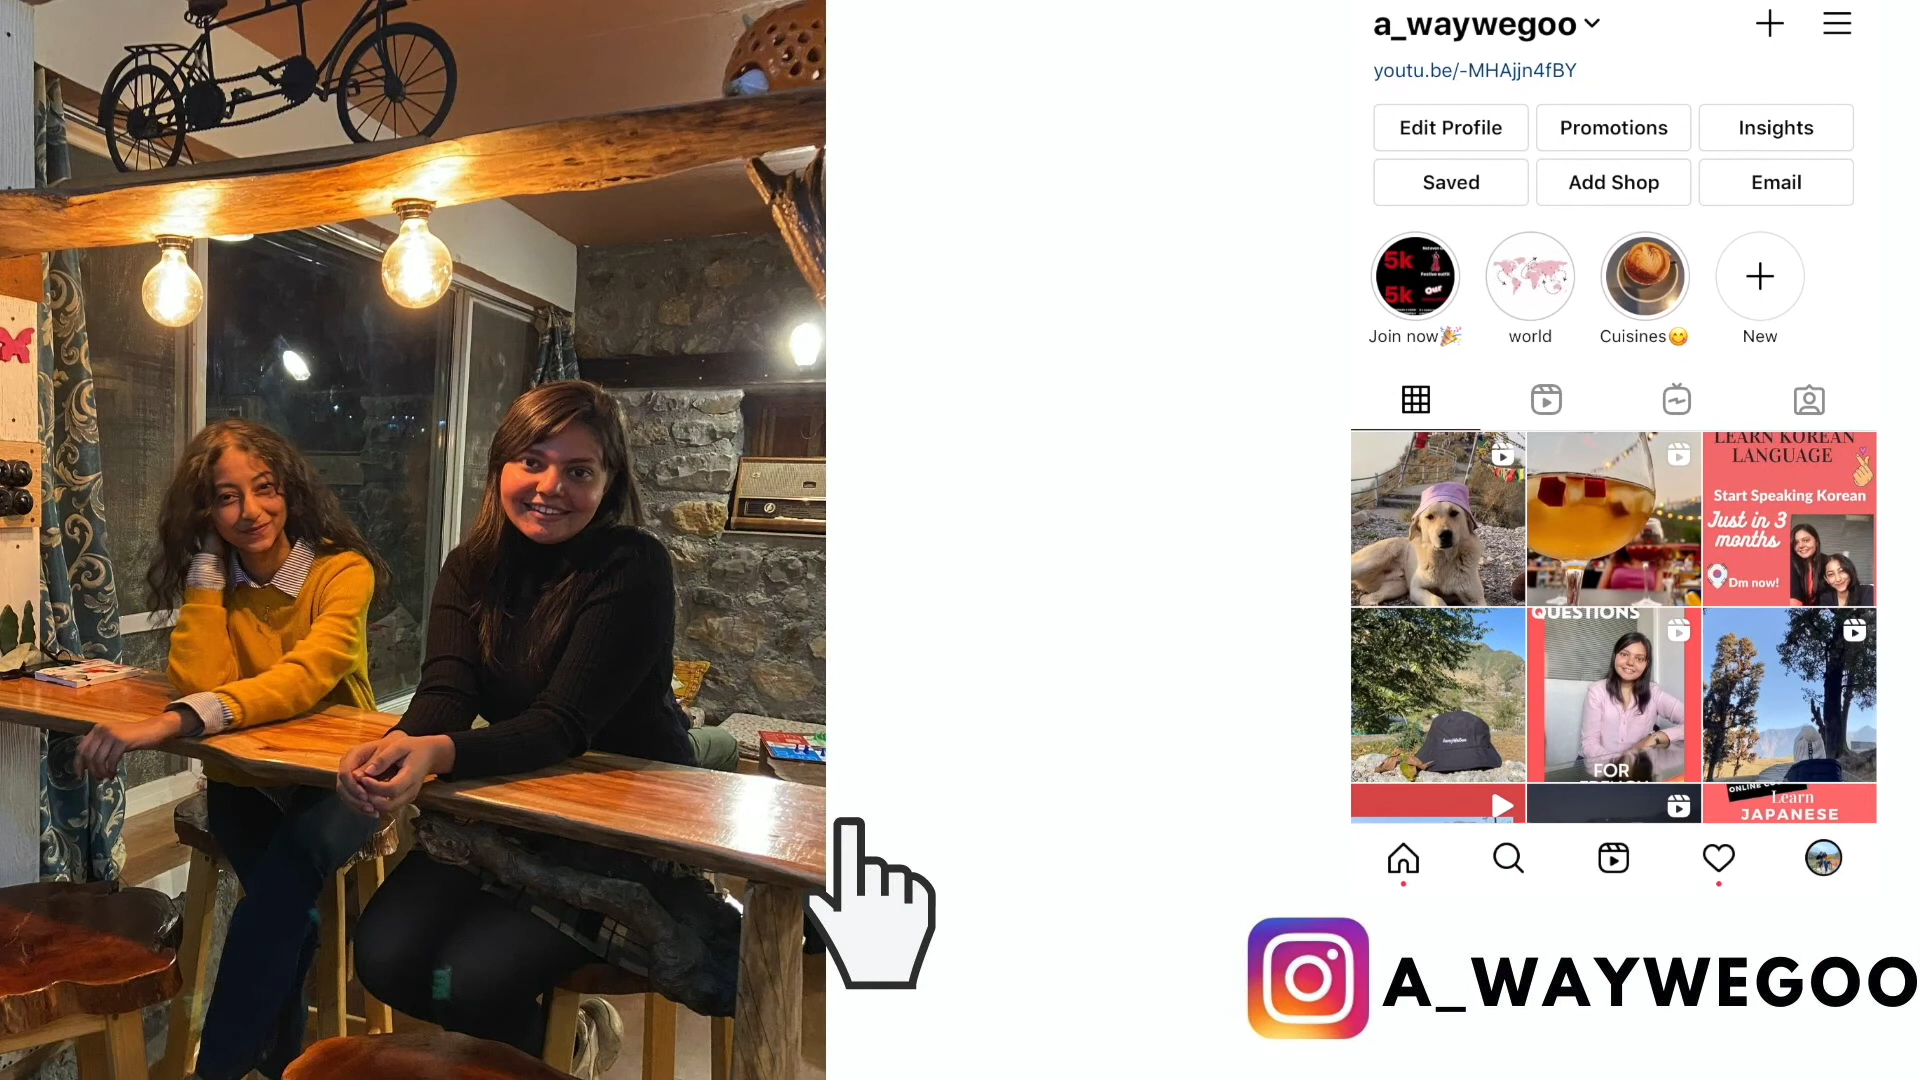 a_waywegoo
youtu.be/-MHAjjn4fBY
Edit Profile
Promotions
Insights
Saved
Add Shop
Email
5k
5k
Our
Join now🎉
world
Cuisines😋
New
LEARN KOREAN
LANGUAGE
Start Speaking Korean
Just in 3
months
Dm now!
QUESTIONS
FOR
Learn
JAPANESE
A_WAYWEGOO